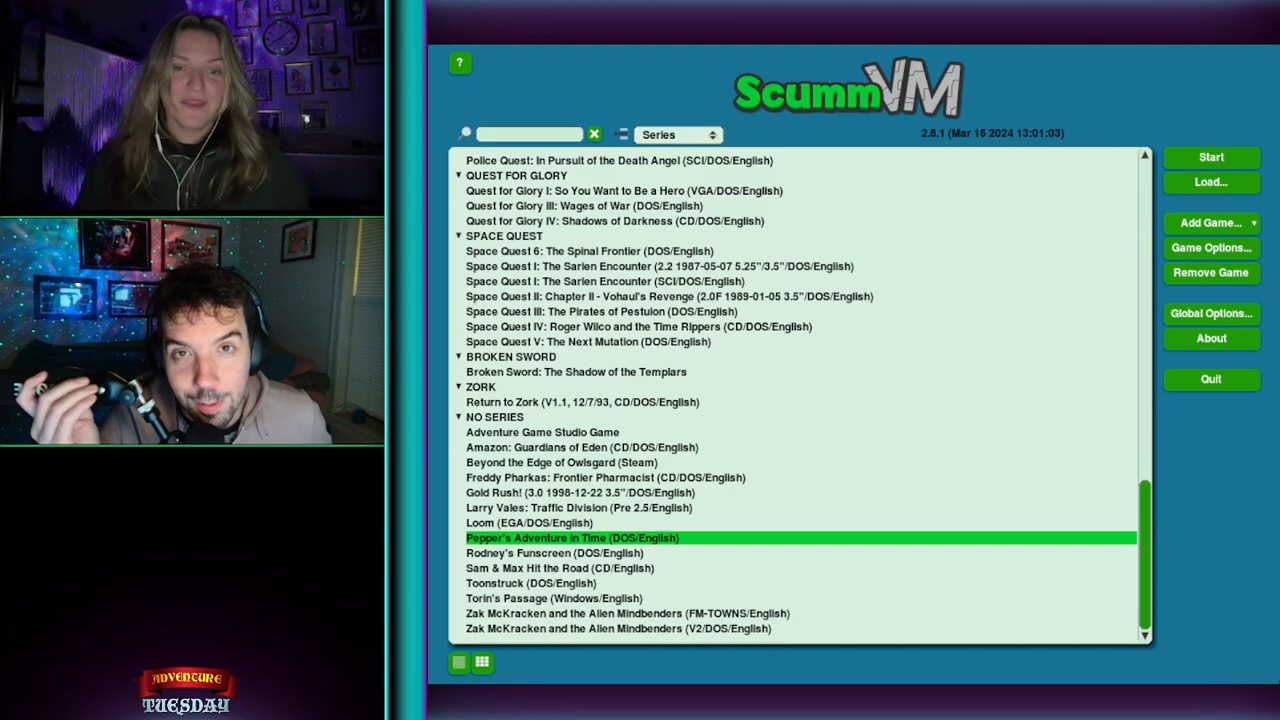 ?
ScummVM
Series
2.8.1 (Mar 16 2024 13:01:03)
Police Quest: In Pursuit of the Death Angel (SCI/DOS/English)
QUEST FOR GLORY
Quest for Glory I: So You Want to Be a Hero (VGA/DOS/English)
Quest for Glory III: Wages of War (DOS/English)
Quest for Glory IV: Shadows of Darkness (CD/DOS/English)
SPACE QUEST
Space Quest 6: The Spinal Frontier (DOS/English)
Space Quest I: The Sarien Encounter (2.2 1987-05-07 5.25"/3.5"/DOS/English)
Space Quest I: The Sarien Encounter (SCI/DOS/English)
Space Quest II: Chapter II - Vohaul's Revenge (2.0F 1989-01-05 3.5"/DOS/English)
Space Quest III: The Pirates of Pestulon (DOS/English)
Space Quest IV: Roger Wilco and the Time Rippers (CD/DOS/English)
Space Quest V: The Next Mutation (DOS/English)
BROKEN SWORD
Broken Sword: The Shadow of the Templars
ZORK
Return to Zork (V1.1, 12/7/93, CD/DOS/English)
NO SERIES
Adventure Game Studio Game
Amazon: Guardians of Eden (CD/DOS/English)
Beyond the Edge of Owlsgard (Steam)
Freddy Pharkas: Frontier Pharmacist (CD/DOS/English)
Gold Rush! (3.0 1998-12-22 3.5"/DOS/English)
Larry Vales: Traffic Division (Pre 2.5/English)
Loom (EGA/DOS/English)
Pepper's Adventure in Time (DOS/English)
Rodney's Funscreen (DOS/English)
Sam & Max Hit the Road (CD/English)
Toonstruck (DOS/English)
Torin's Passage (Windows/English)
Zak McKracken and the Alien Mindbenders (FM-TOWNS/English)
Zak McKracken and the Alien Mindbenders (V2/DOS/English)
Start
Load...
Add Game...
Game Options...
Remove Game
Global Options...
About
Quit
ADVENTURE
TUESDAY